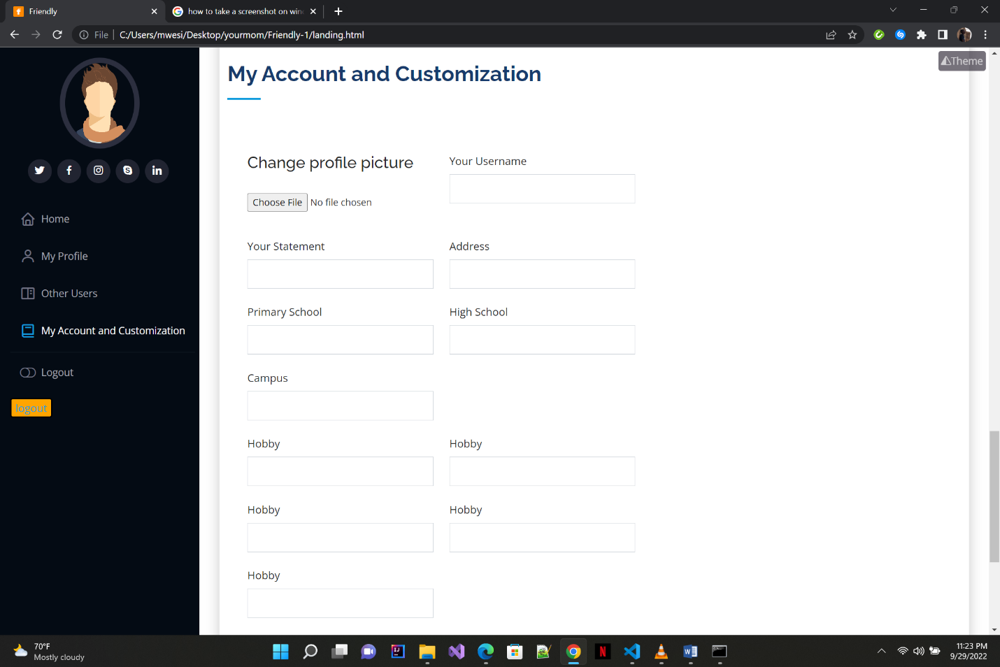 Friendly
how to take a screenshot on win
File
C:/Users/mwesi/Desktop/yourmom/Friendly-1/landing.html
Theme
My Account and Customization
Home
My Profile
Other Users
My Account and Customization
Logout
logout
Change profile picture
Choose File No file chosen
Your Username
Your Statement
Address
Primary School
High School
Campus
Hobby
Hobby
Hobby
Hobby
Hobby
70°F
Mostly cloudy
11:23 PM
9/29/2022